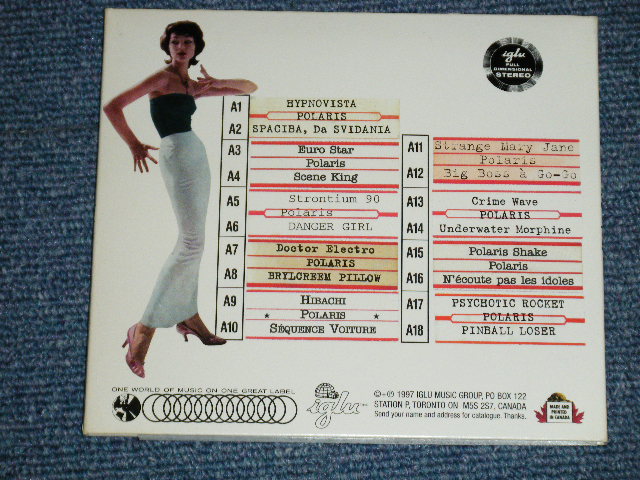 iglu
FULL
DIMENSIONAL
STEREO
A1
HYPNOVISTA
POLARIS
A2
SPACIBA, Da SVIDANIA
A3
Euro Star
Polaris
A4
Scene King
A5
Strontium 90
Polaris
A6
DANGER GIRL
A7
Doctor Electro
POLARIS
A8
BRYLCREEM PILLOW
A9
HIBACHI
★ POLARIS ★
A10
SÉQUENCE VOITURE
A11
Strange Mary Jane
Polaris
A12
Big Boss à Go-Go
A13
Crime Wave
POLARIS
A14
Underwater Morphine
A15
Polaris Shake
Polaris
A16
N'écoute pas les idoles
A17
PSYCHOTIC ROCKET
POLARIS
A18
PINBALL LOSER
ONE WORLD OF MUSIC ON ONE GREAT LABEL
iglu
©+℗ 1997 IGLU MUSIC GROUP, PO BOX 122
STATION P, TORONTO ON M5S 2S7, CANADA
Send your name and address for catalogue. Thanks.
MADE AND
PRINTED
IN CANADA